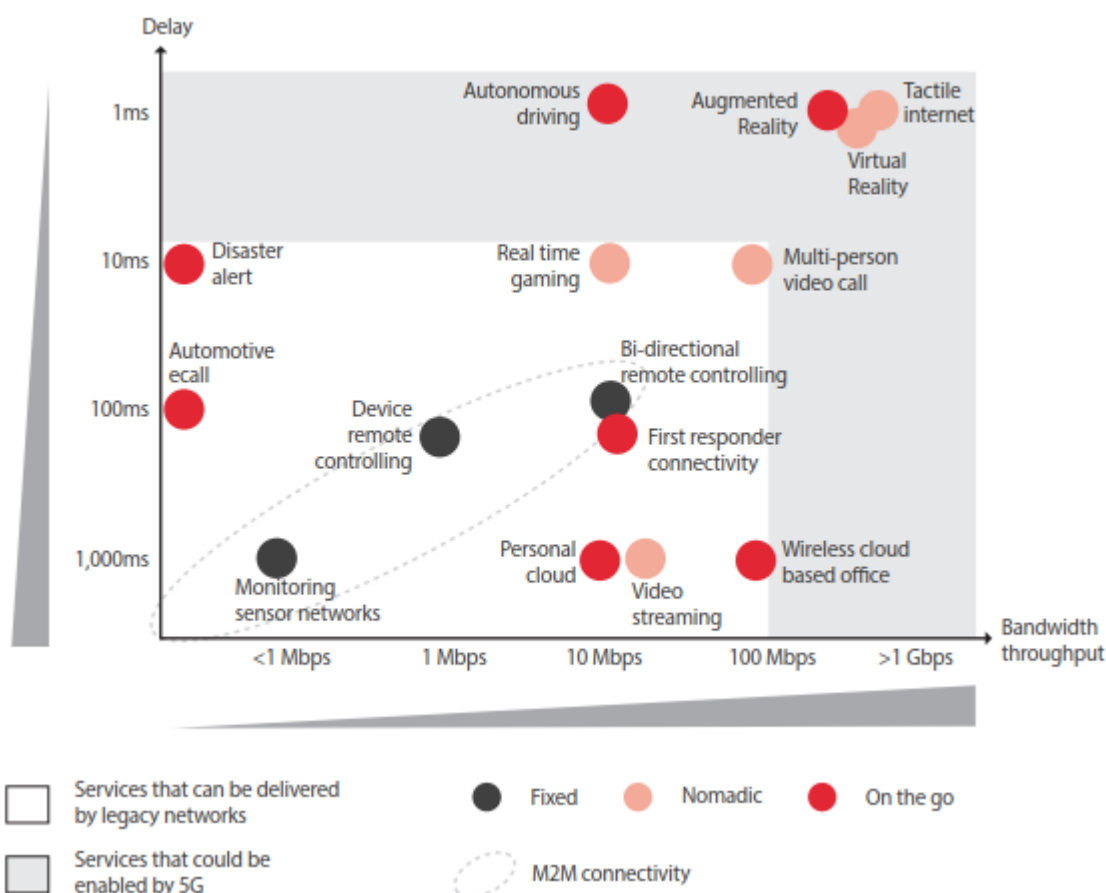 Delay
1ms
10ms
100ms
1,000ms
Autonomous
driving
Augmented
Reality
Tactile
internet
Virtual
Reality
Disaster
alert
Real time
gaming
Multi-person
video call
Automotive
ecall
Bi-directional
remote controlling
Device
remote
controlling
First responder
connectivity
Monitoring
sensor networks
Personal
cloud
Video
streaming
Wireless cloud
based office
<1 Mbps
1 Mbps
10 Mbps
100 Mbps
>1 Gbps
Bandwidth
throughput
Services that can be delivered
by legacy networks
Fixed
Nomadic
On the go
Services that could be
enabled by 5G
M2M connectivity